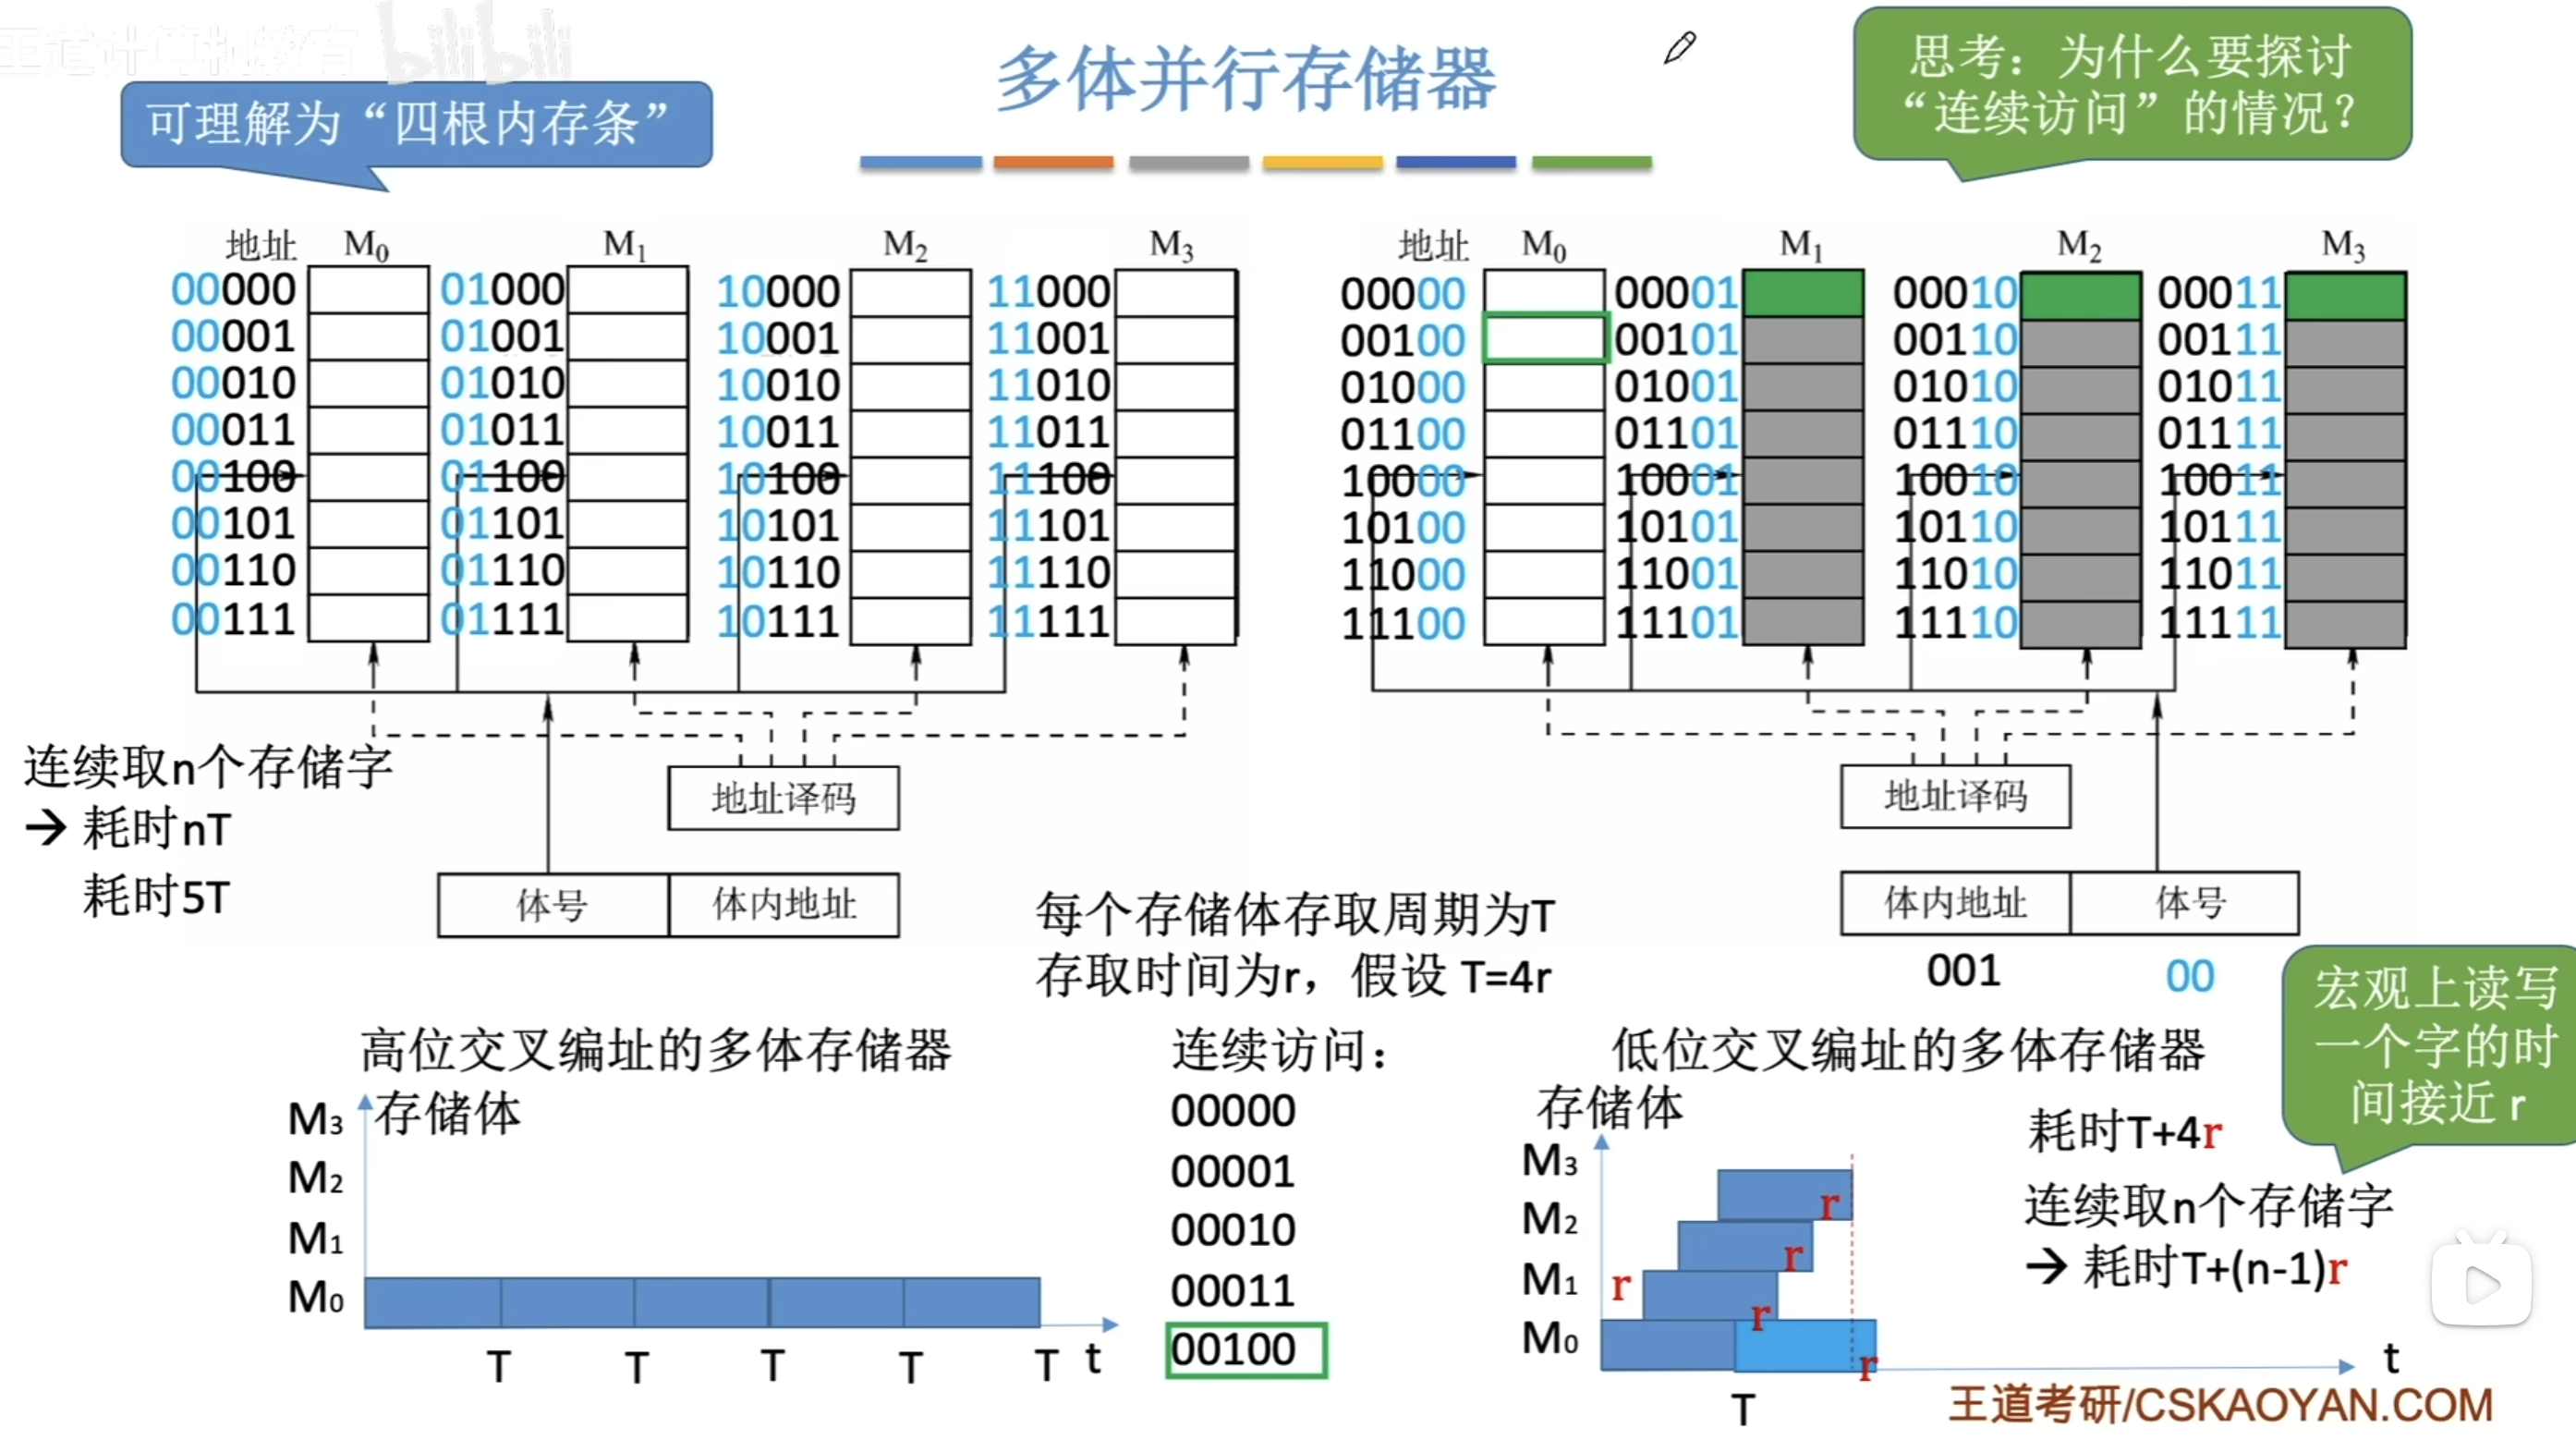 王道计算机教育 bilibili
可理解为“四根内存条”
多体并行存储器
思考：为什么要探讨
“连续访问”的情况？
地址 M0 M1 M2 M3
00000 01000 10000 11000
00001 01001 10001 11001
00010 01010 10010 11010
00011 01011 10011 11011
00100 01100 10100 11100
00101 01101 10101 11101
00110 01110 10110 11110
00111 01111 10111 11111
地址译码
体号 体内地址
连续取n个存储字
→ 耗时nT
耗时5T
地址 M0 M1 M2 M3
00000 00001 00010 00011
00100 00101 00110 00111
01000 01001 01010 01011
01100 01101 01110 01111
10000 10001 10010 10011
10100 10101 10110 10111
11000 11001 11010 11011
11100 11101 11110 11111
地址译码
体内地址 体号
001 00
每个存储体存取周期为T
存取时间为r，假设 T=4r
高位交叉编址的多体存储器
存储体
M3
M2
M1
M0
T T T T T t
连续访问：
00000
00001
00010
00011
00100
低位交叉编址的多体存储器
存储体
M3 r
M2 r
M1 r r
M0 r
T t
耗时T+4r
连续取n个存储字
→ 耗时T+(n-1)r
宏观上读写
一个字的时
间接近 r
王道考研/CSKAOYAN.COM